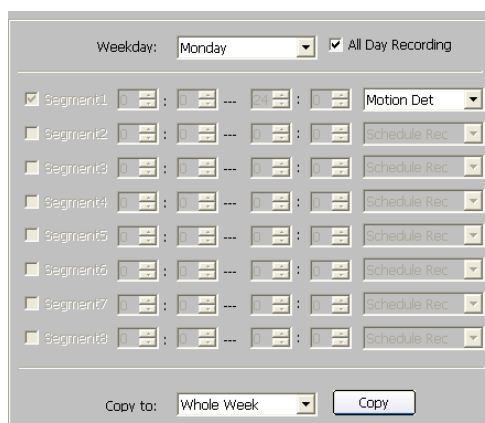 Weekday: Monday All Day Recording
Segment1 0 : 0 --- 24 : 0 Motion Det
Segment2 0 : 0 --- 0 : 0 Schedule Rec
Segment3 0 : 0 --- 0 : 0 Schedule Rec
Segment4 0 : 0 --- 0 : 0 Schedule Rec
Segment5 0 : 0 --- 0 : 0 Schedule Rec
Segment6 0 : 0 --- 0 : 0 Schedule Rec
Segment7 0 : 0 --- 0 : 0 Schedule Rec
Segment8 0 : 0 --- 0 : 0 Schedule Rec
Copy to: Whole Week Copy